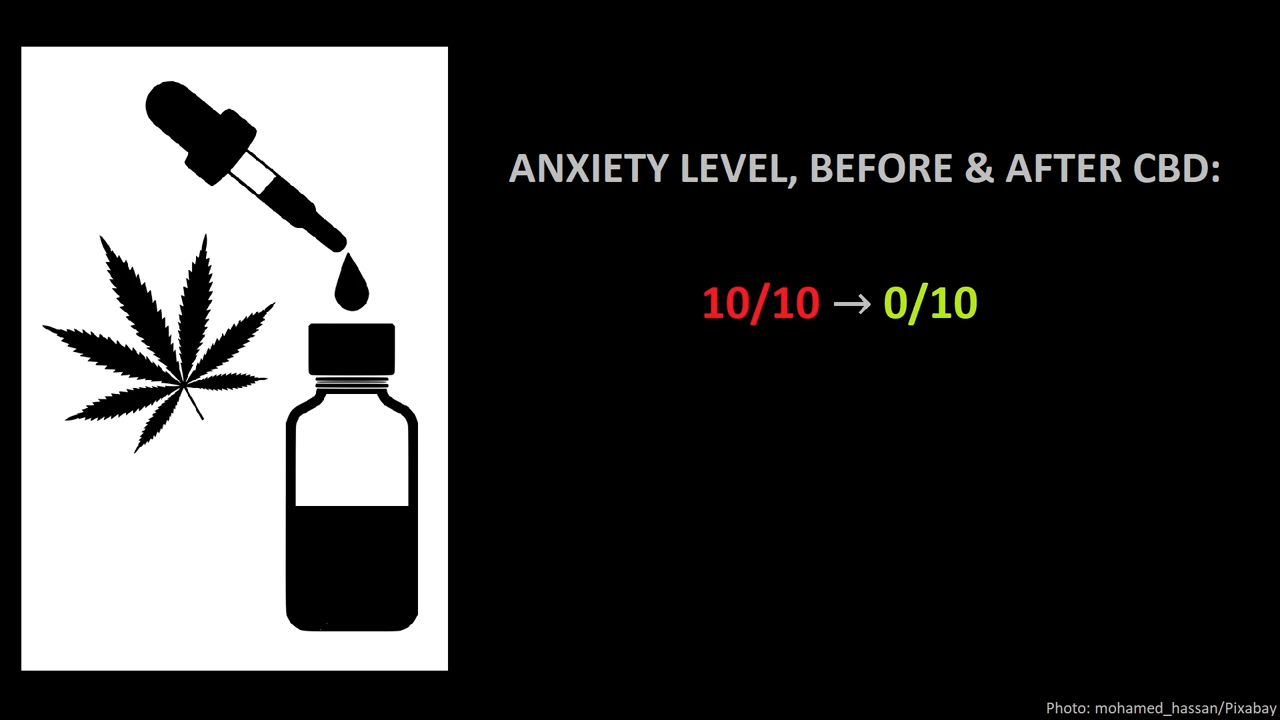 ANXIETY LEVEL, BEFORE & AFTER CBD:
10/10 → 0/10
Photo: mohamed_hassan/Pixabay